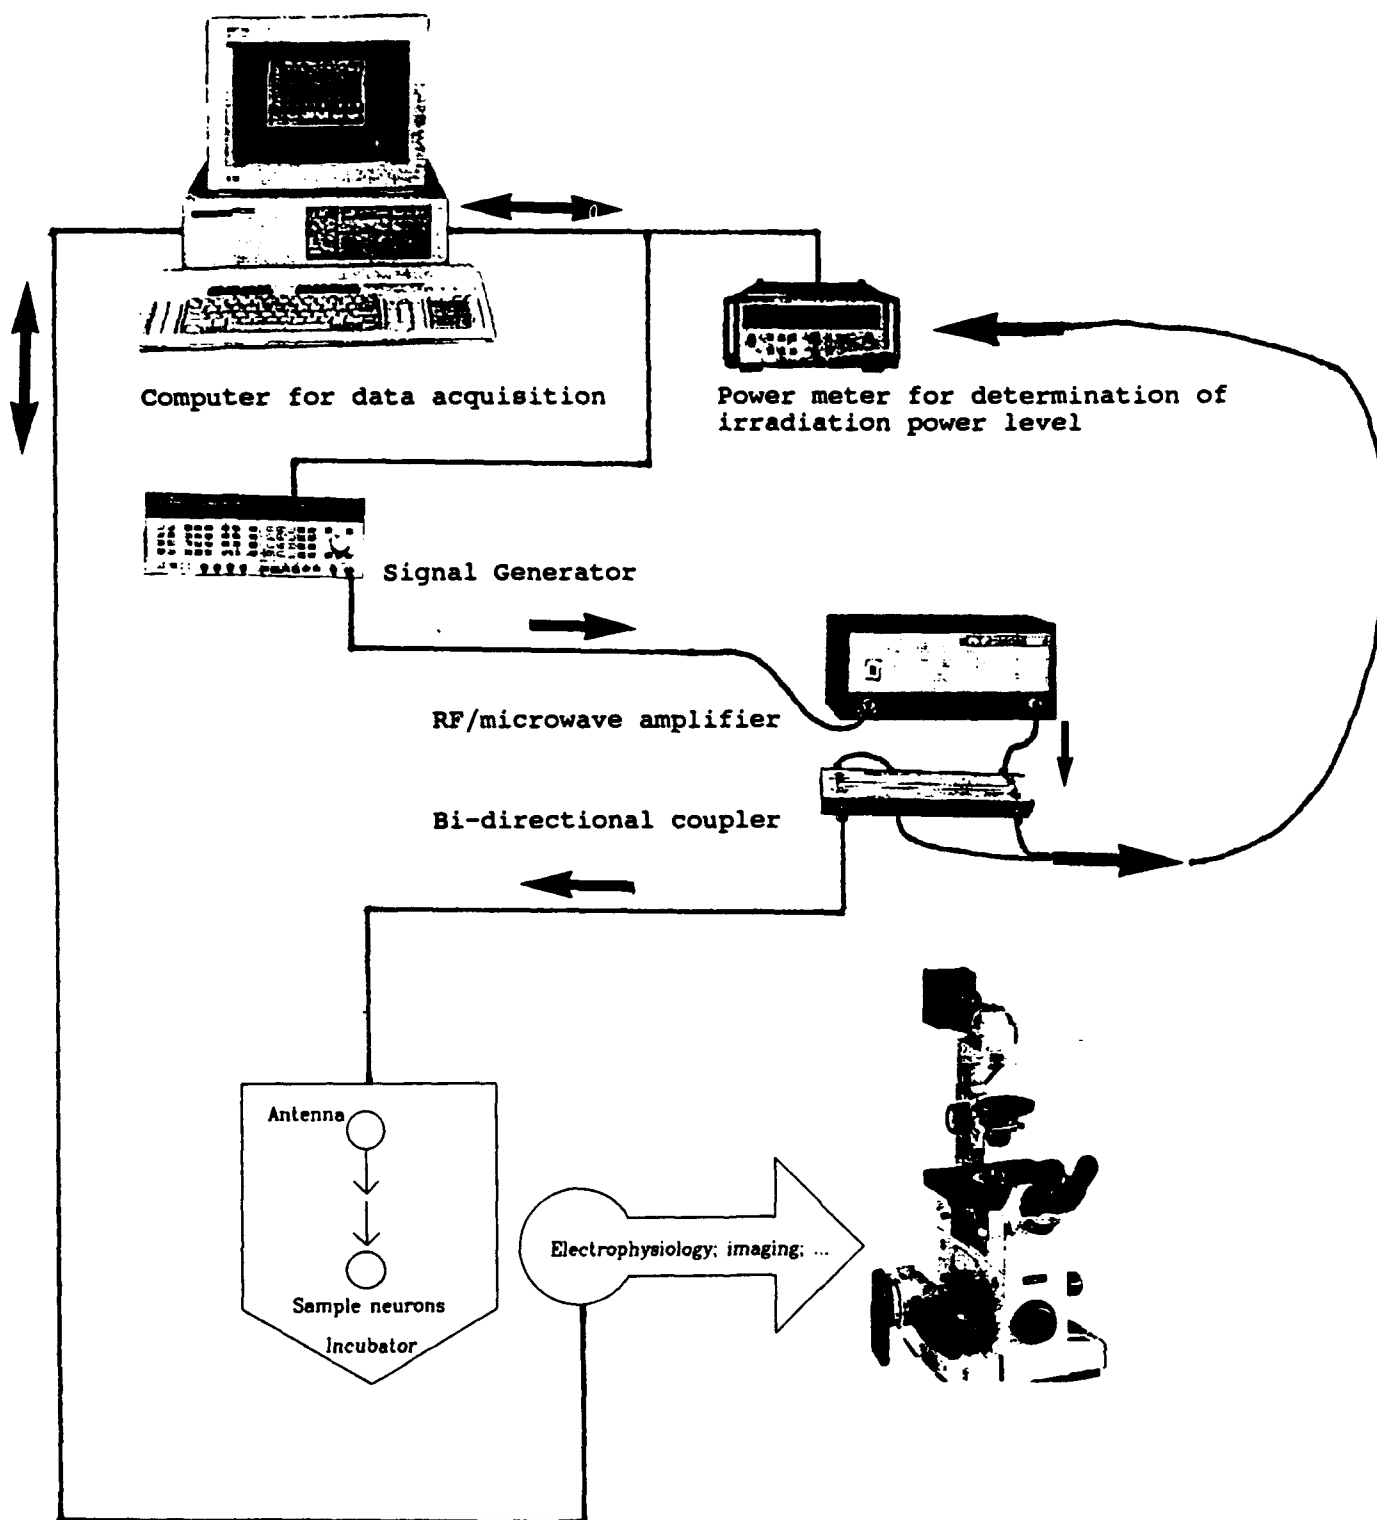 Computer for data acquisition
Power meter for determination of
irradiation power level
Signal Generator
RF/microwave amplifier
Bi-directional coupler
Antenna
Sample neurons
Incubator
Electrophysiology; imaging; ...